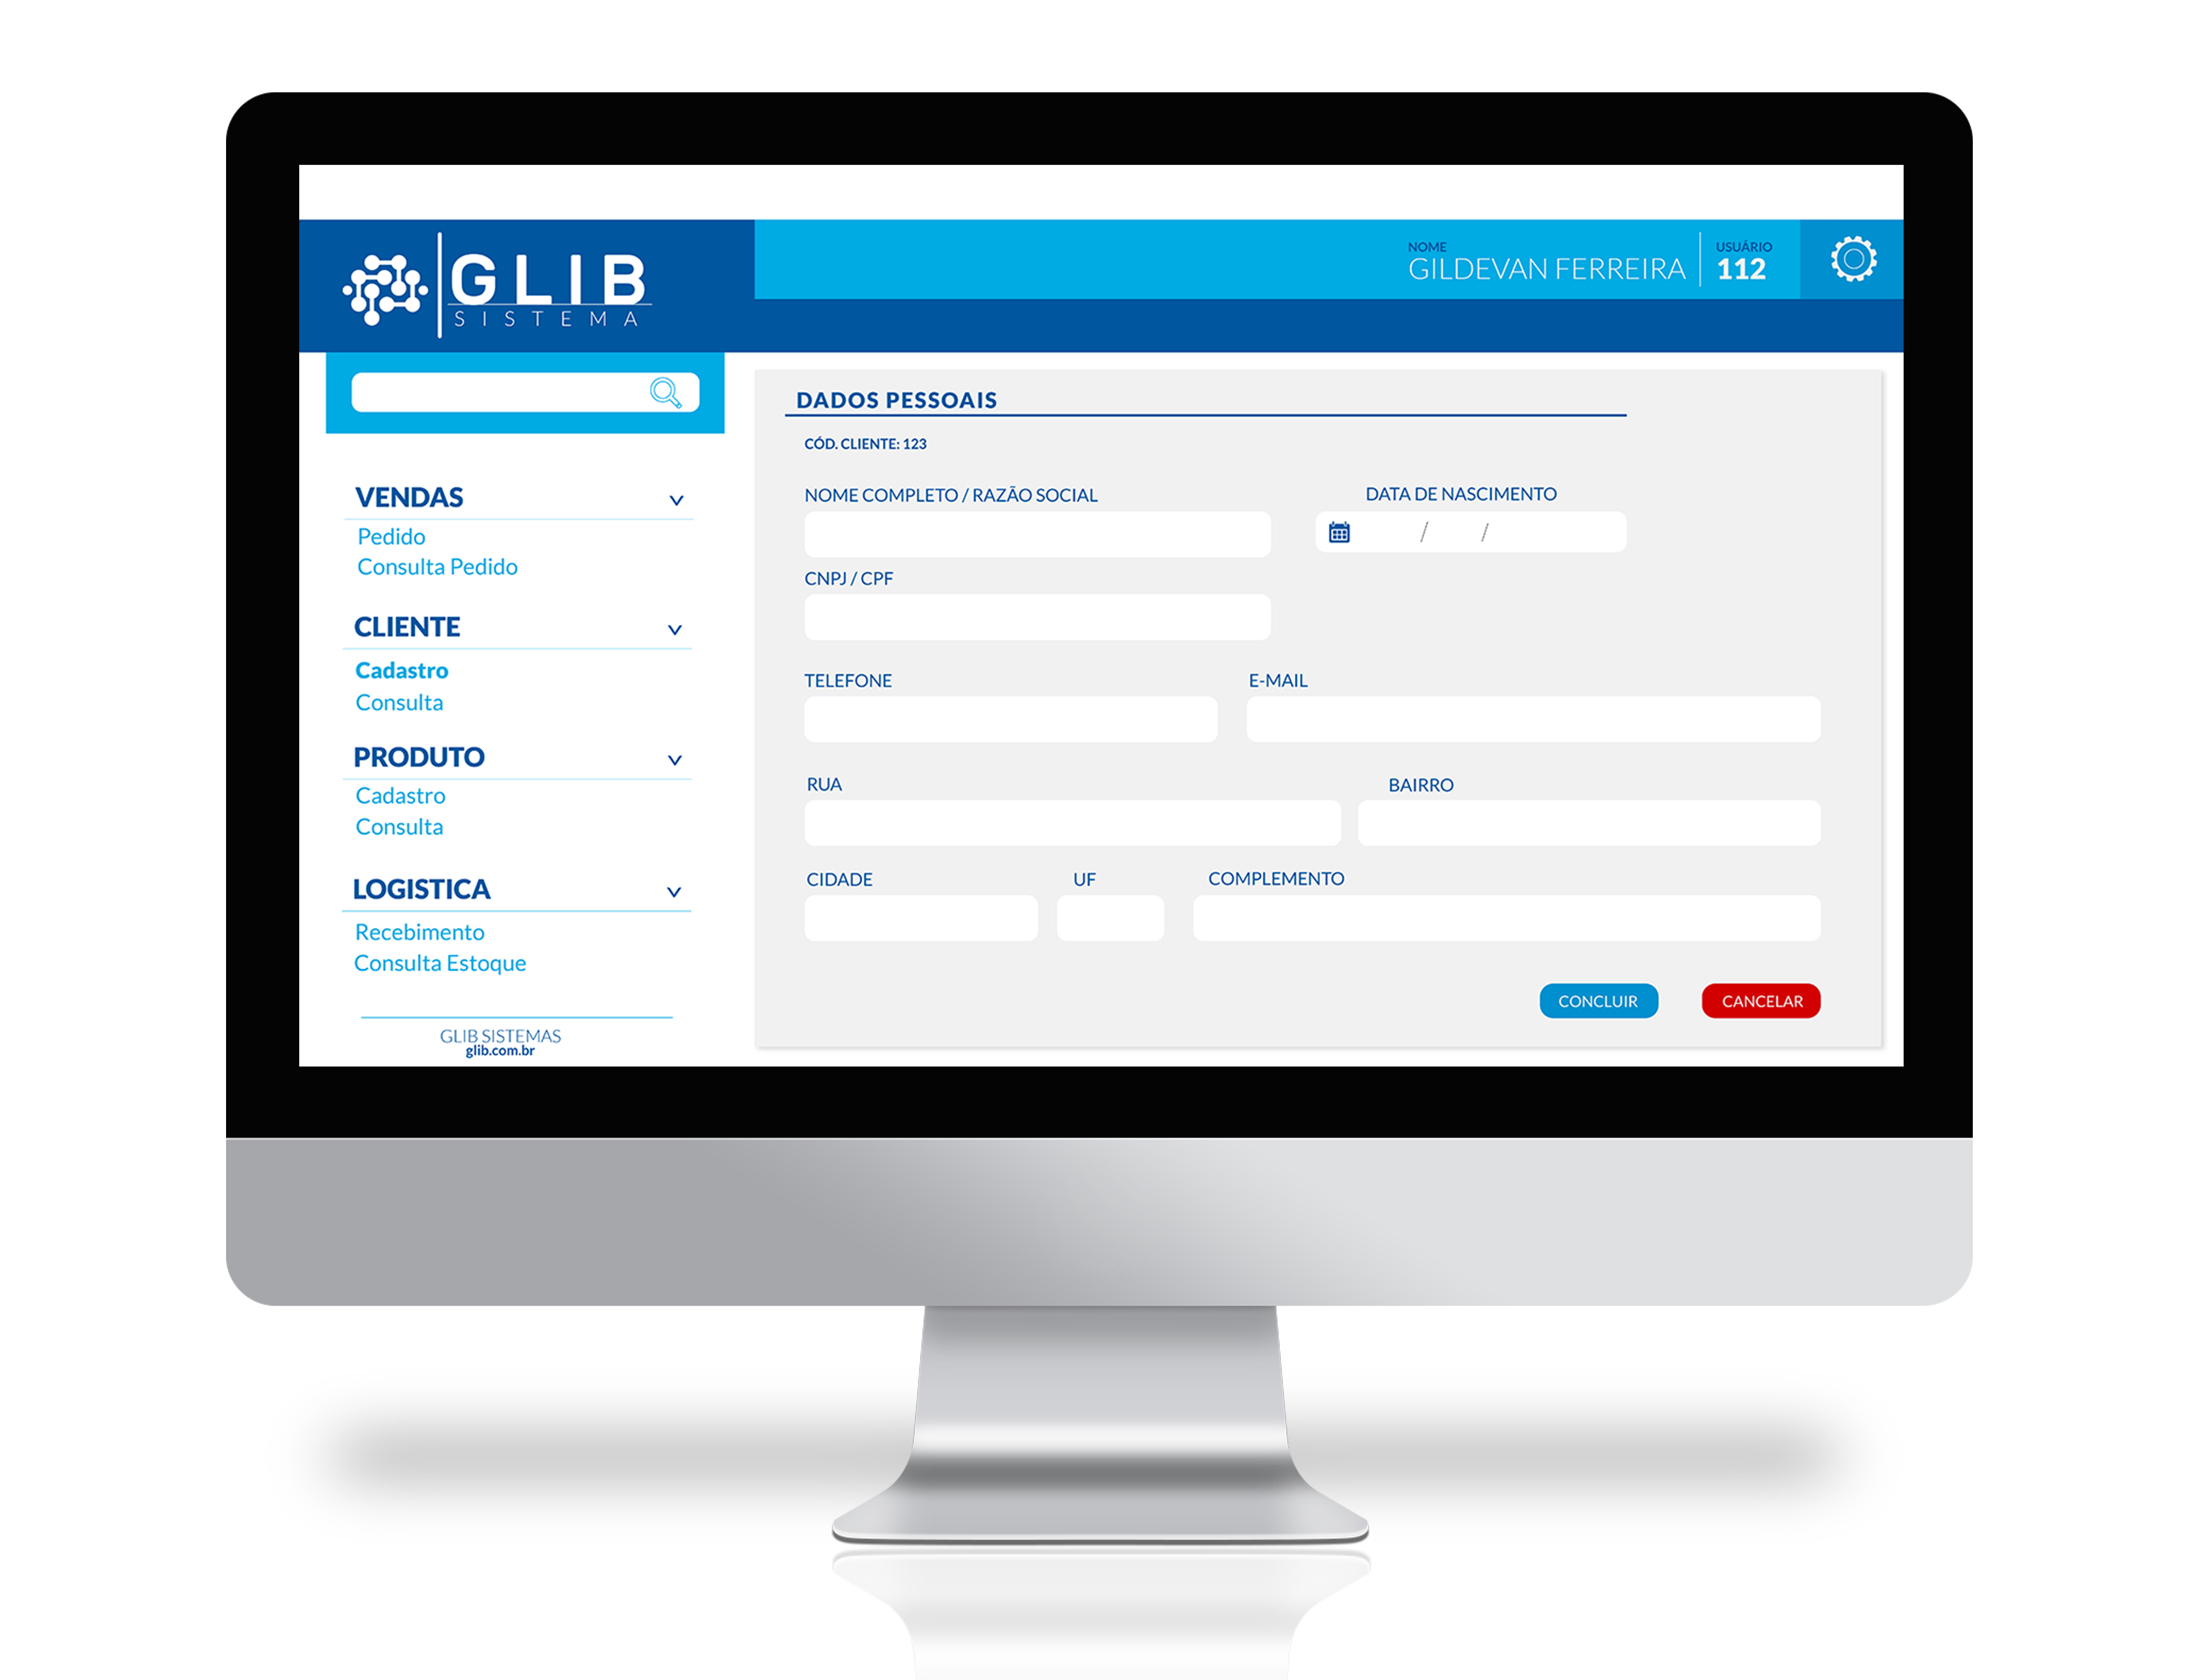 GLIB
SISTEMA
NOME
GILDEVAN FERREIRA
USUÁRIO
112
VENDAS
Pedido
Consulta Pedido
CLIENTE
Cadastro
Consulta
PRODUTO
Cadastro
Consulta
LOGISTICA
Recebimento
Consulta Estoque
GLIB SISTEMAS
glib.com.br
DADOS PESSOAIS
CÓD. CLIENTE: 123
NOME COMPLETO / RAZÃO SOCIAL
DATA DE NASCIMENTO
/ /
CNPJ / CPF
TELEFONE
E-MAIL
RUA
BAIRRO
CIDADE
UF
COMPLEMENTO
CONCLUIR
CANCELAR